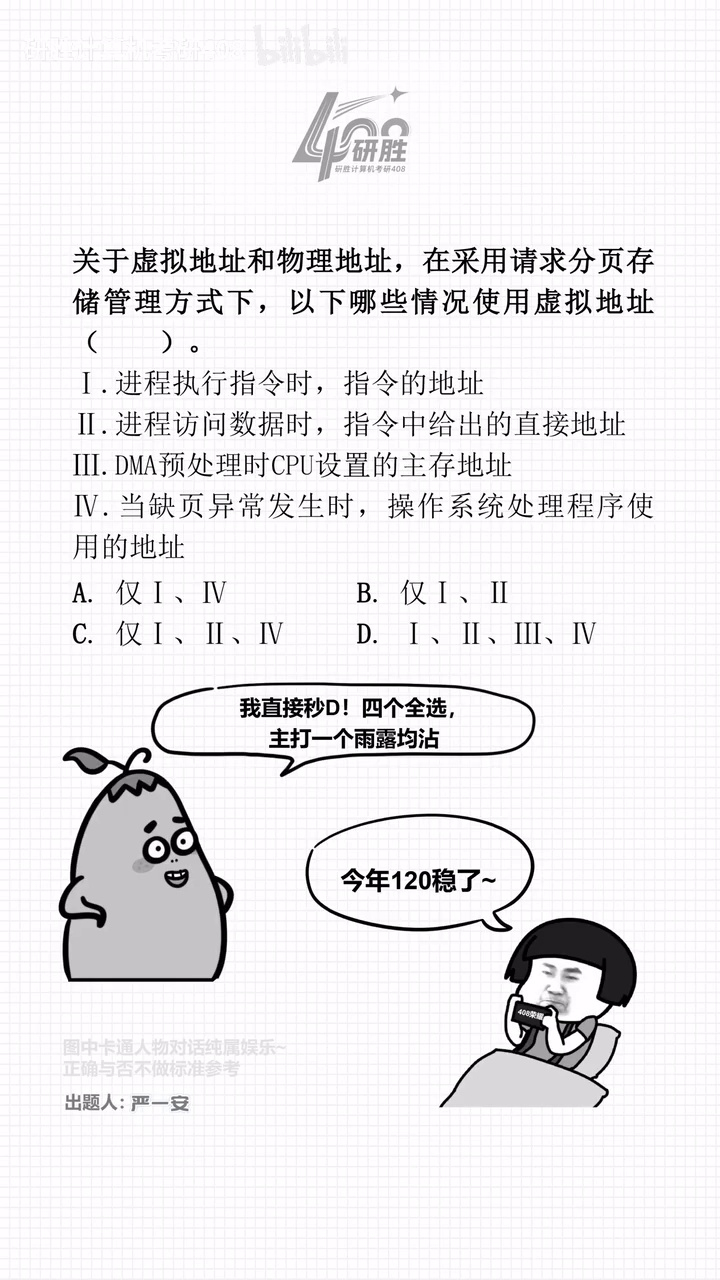 bilibili
408
研胜
研胜计算机考研408
关于虚拟地址和物理地址，在采用请求分页存
储管理方式下，以下哪些情况使用虚拟地址
（　　）。
Ⅰ.进程执行指令时，指令的地址
Ⅱ.进程访问数据时，指令中给出的直接地址
Ⅲ.DMA预处理时CPU设置的主存地址
Ⅳ.当缺页异常发生时，操作系统处理程序使
用的地址
A. 仅Ⅰ、Ⅳ B. 仅Ⅰ、Ⅱ
C. 仅Ⅰ、Ⅱ、Ⅳ D. Ⅰ、Ⅱ、Ⅲ、Ⅳ
我直接秒D！四个全选，
主打一个雨露均沾
今年120稳了~
408荣耀
图中卡通人物对话纯属娱乐~
正确与否不做标准参考
出题人：严一安